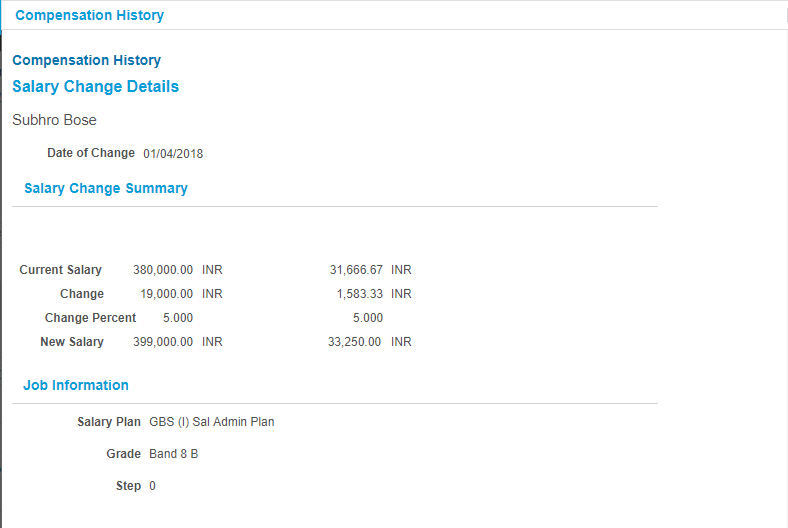 Compensation History
Compensation History
Salary Change Details
Subhro Bose
Date of Change 01/04/2018
Salary Change Summary
Current Salary 380,000.00 INR 31,666.67 INR
Change 19,000.00 INR 1,583.33 INR
Change Percent 5.000 5.000
New Salary 399,000.00 INR 33,250.00 INR
Job Information
Salary Plan GBS (I) Sal Admin Plan
Grade Band 8 B
Step 0